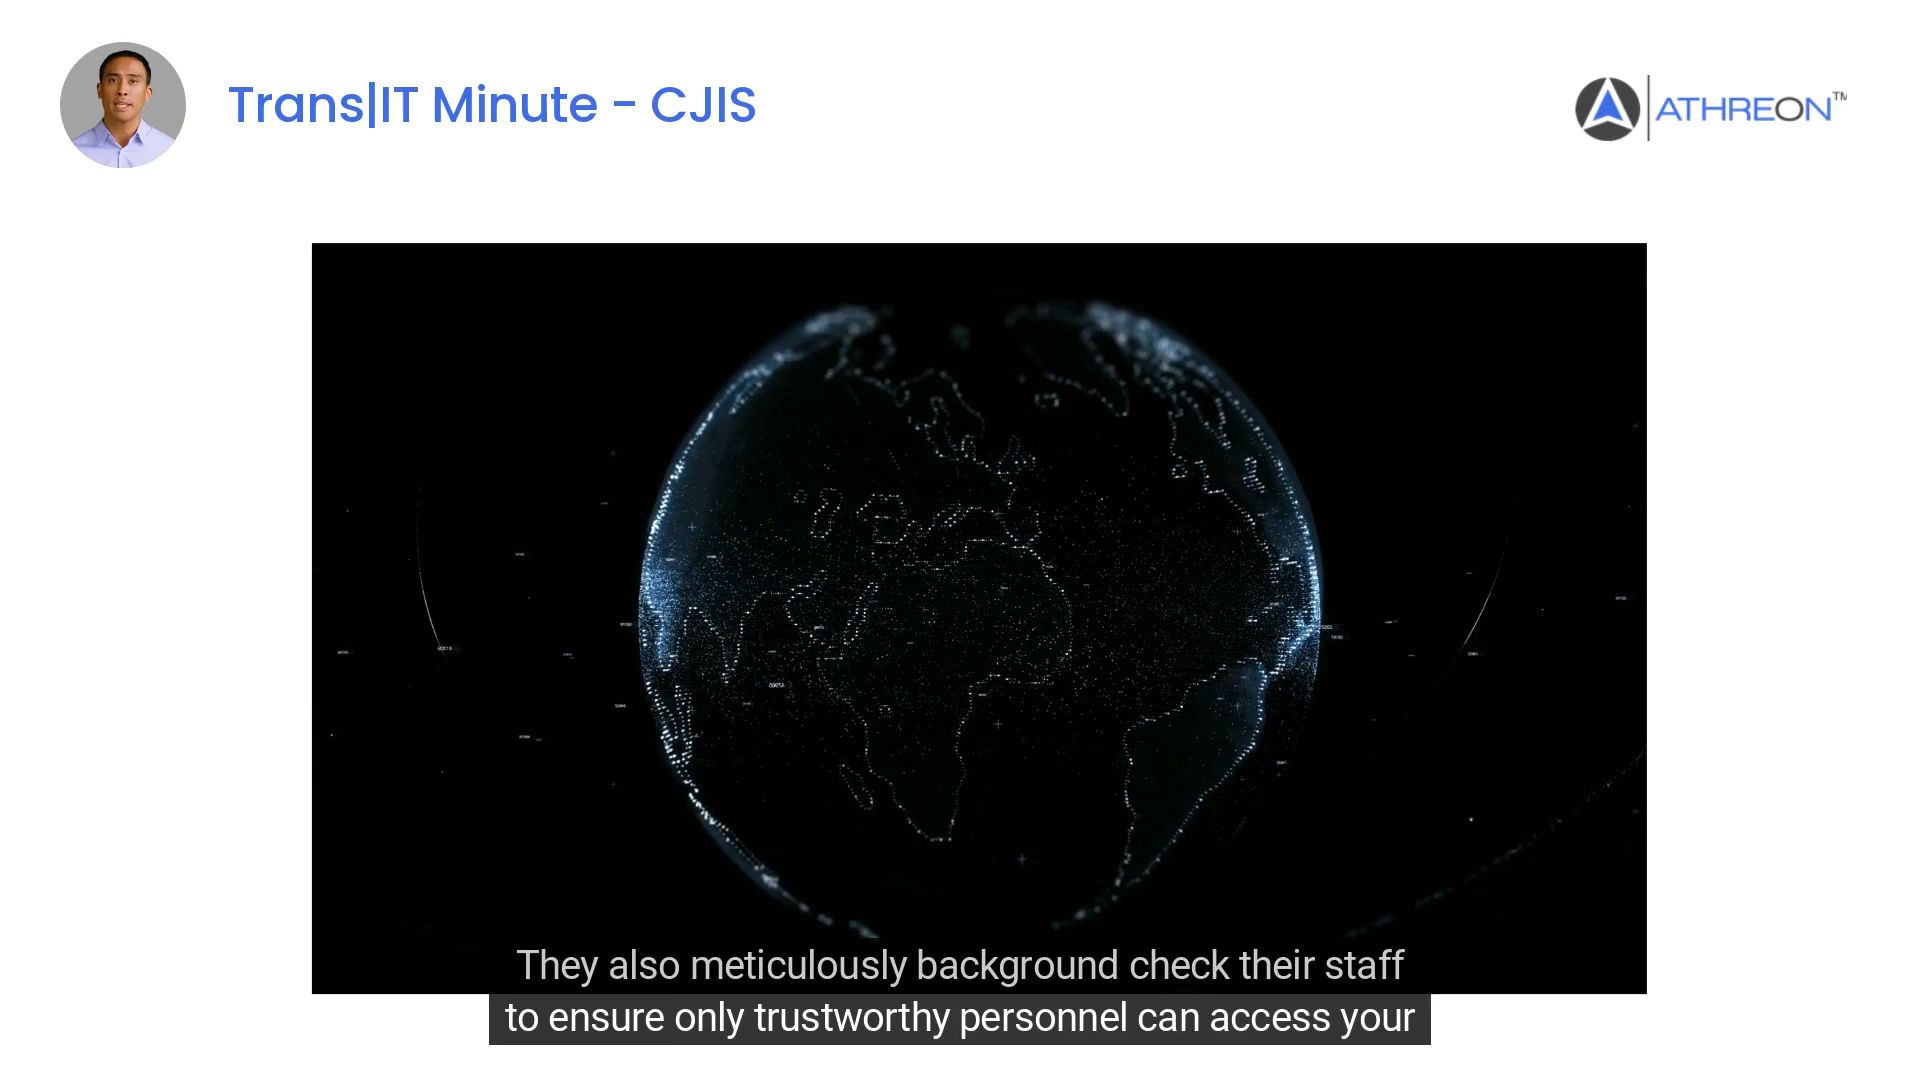 Trans|IT Minute - CJIS
ATHREON™
They also meticulously background check their staff
to ensure only trustworthy personnel can access your